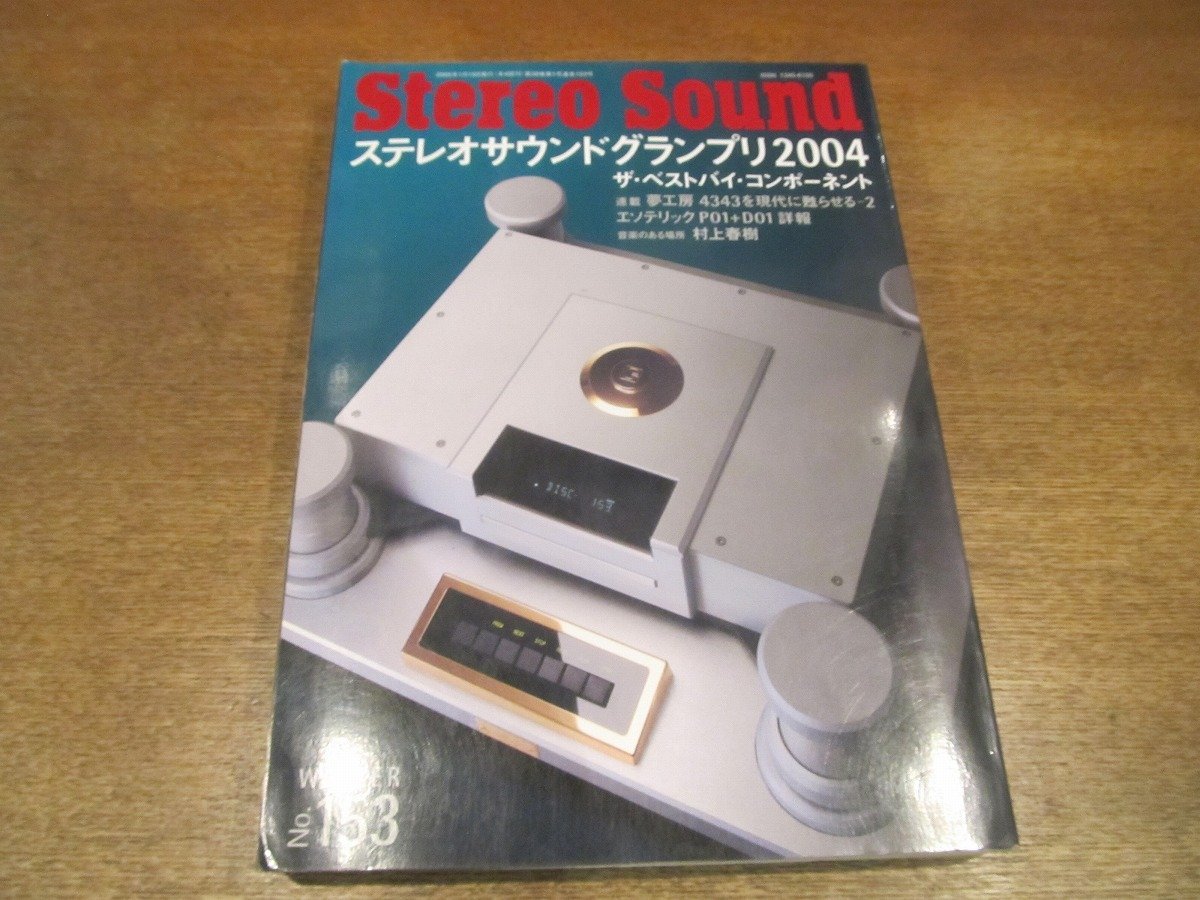 Stereo Sound
ステレオサウンドグランプリ2004
ザ・ベストバイ・コンポーネント
連載 夢工房 4343を現代に甦らせる-2
エソテリック P01+D01 詳報
音楽のある場所 村上春樹
DISC- 153
STOP
No.153